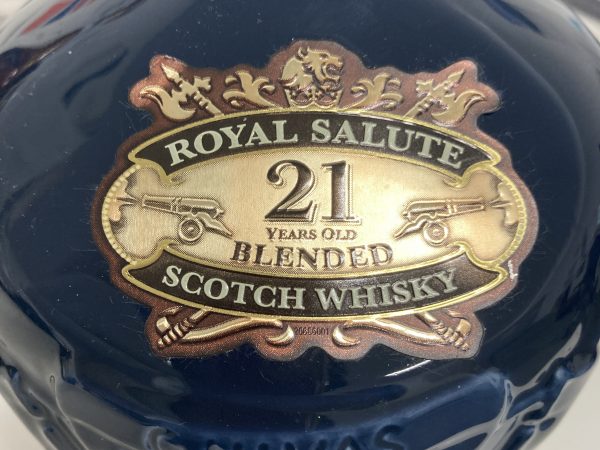 ROYAL SALUTE
21
YEARS OLD
BLENDED
SCOTCH WHISKY